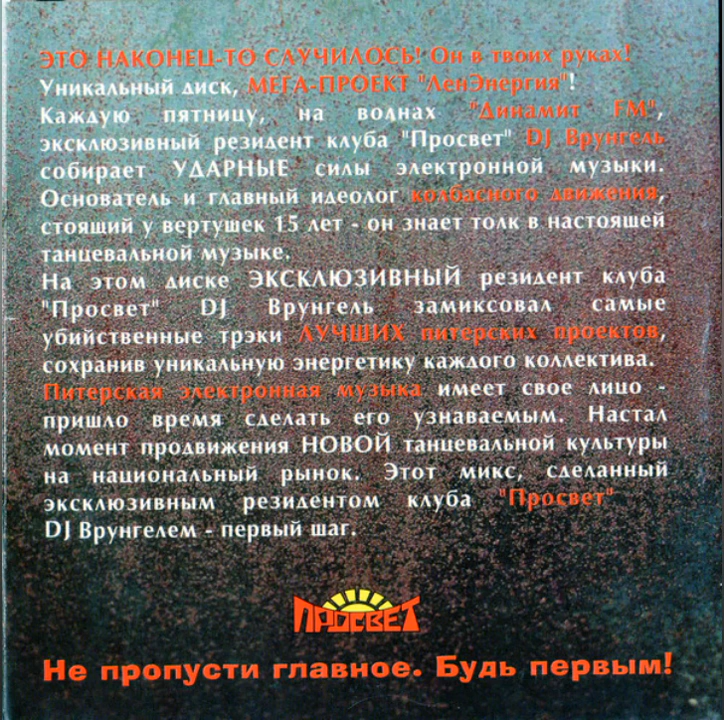 ЭТО НАКОНЕЦ-ТО СЛУЧИЛОСЬ! Он в твоих руках!
Уникальный диск, МЕГА-ПРОЕКТ "ЛенЭнергия"!
Каждую пятницу, на волнах "Динамит FM",
эксклюзивный резидент клуба "Просвет" DJ Врунгель
собирает УДАРНЫЕ силы электронной музыки.
Основатель и главный идеолог колбасного движения,
стоящий у вертушек 15 лет - он знает толк в настоящей
танцевальной музыке.
На этом диске ЭКСКЛЮЗИВНЫЙ резидент клуба
"Просвет" DJ Врунгель замиксовал самые
убийственные трэки ЛУЧШИХ питерских проектов,
сохранив уникальную энергетику каждого коллектива.
Питерская электронная музыка имеет свое лицо -
пришло время сделать его узнаваемым. Настал
момент продвижения НОВОЙ танцевальной культуры
на национальный рынок. Этот микс, сделанный
эксклюзивным резидентом клуба "Просвет"
DJ Врунгелем - первый шаг.
ПРОСВЕТ
Не пропусти главное. Будь первым!